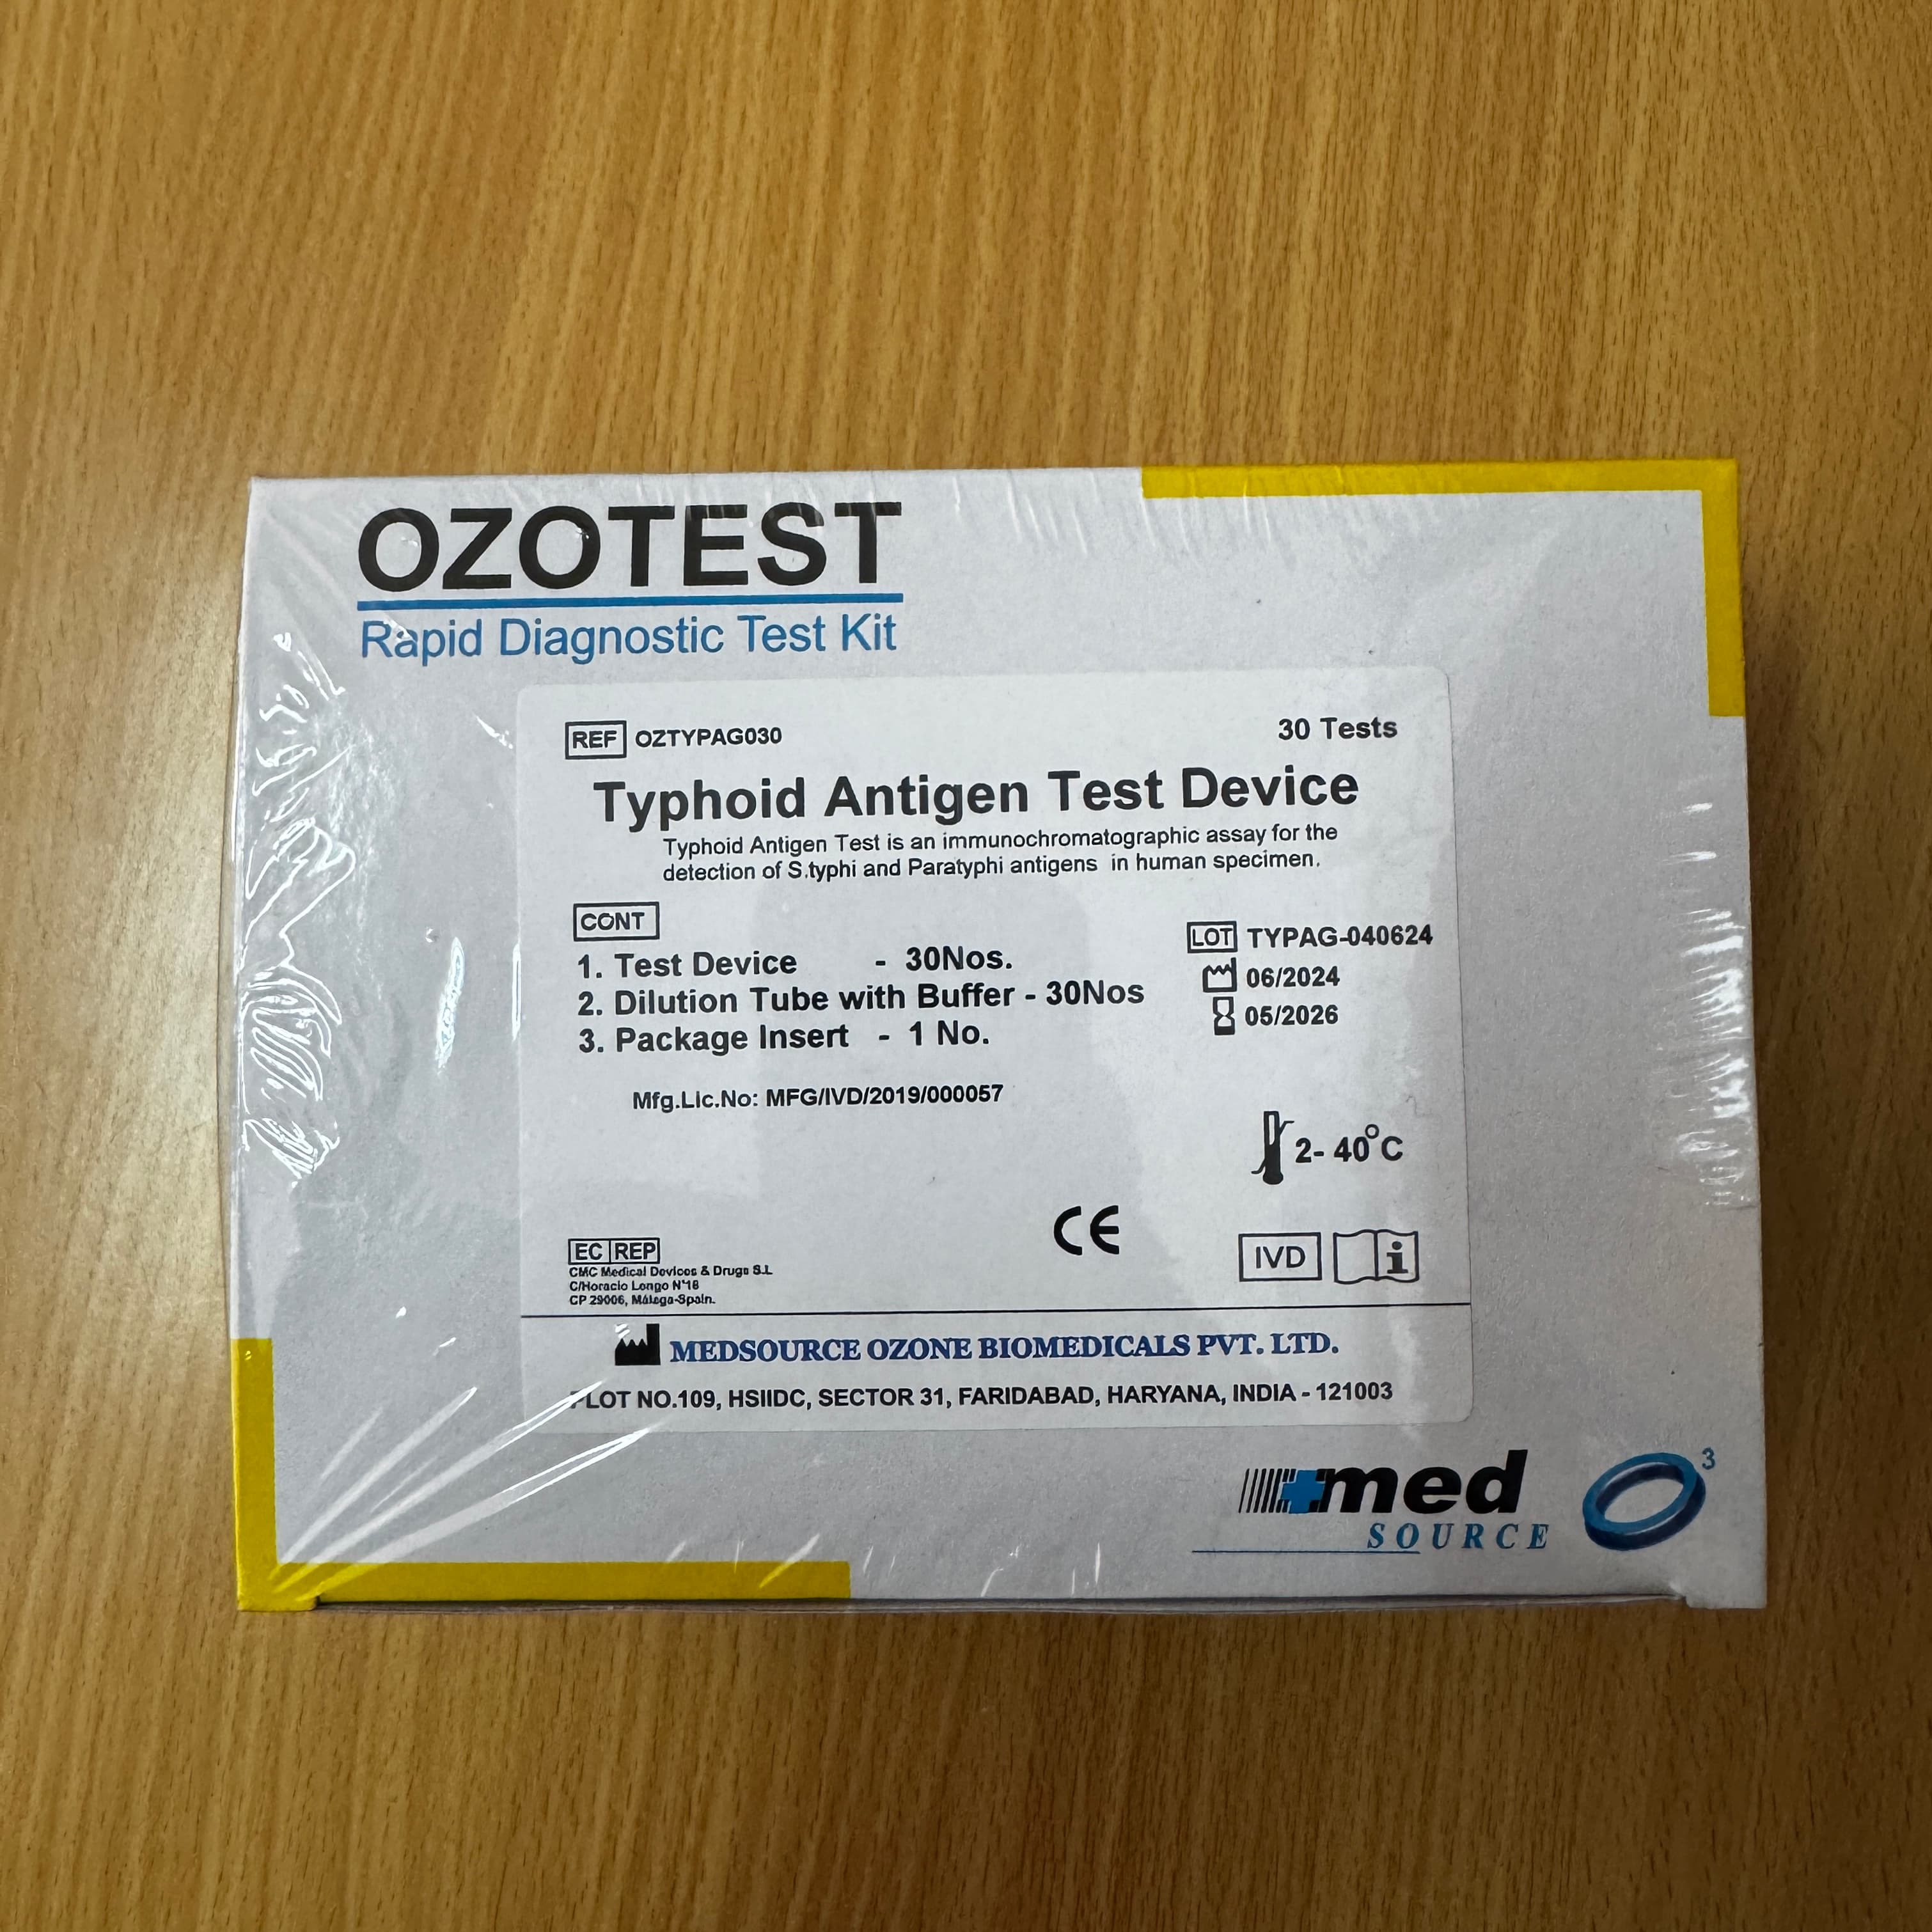 OZOTEST
Rapid Diagnostic Test Kit
REF OZTYPAG030
30 Tests
Typhoid Antigen Test Device
Typhoid Antigen Test is an immunochromatographic assay for the
detection of S.typhi and Paratyphi antigens in human specimen.
CONT
1. Test Device - 30Nos.
2. Dilution Tube with Buffer - 30Nos
3. Package Insert - 1 No.
LOT TYPAG-040624
06/2024
05/2026
Mfg.Lic.No: MFG/IVD/2019/000057
2- 40°C
CE
IVD i
EC REP
CMC Medical Devices & Drugs S.L
C/Horacio Lengo N°18
CP 29006, Málaga-Spain.
MEDSOURCE OZONE BIOMEDICALS PVT. LTD.
PLOT NO.109, HSIIDC, SECTOR 31, FARIDABAD, HARYANA, INDIA - 121003
med
SOURCE
O3